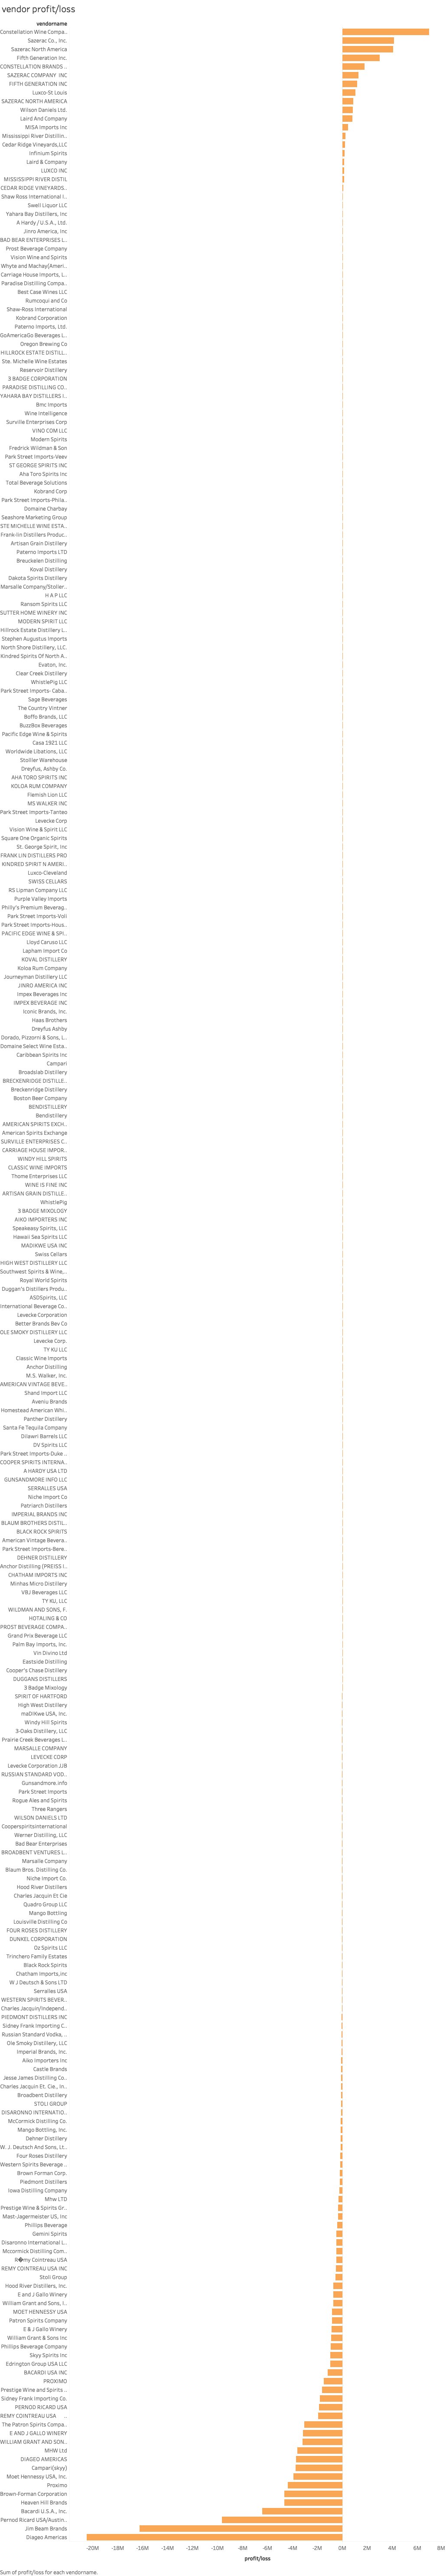 vendor profit/loss
vendorname
Constellation Wine Compa..
Sazerac Co., Inc.
Sazerac North America
Fifth Generation Inc.
CONSTELLATION BRANDS ..
SAZERAC COMPANY  INC
FIFTH GENERATION INC
Luxco-St Louis
SAZERAC NORTH AMERICA
Wilson Daniels Ltd.
Laird And Company
MISA Imports Inc
Mississippi River Distillin..
Cedar Ridge Vineyards,LLC
Infinium Spirits
Laird & Company
LUXCO INC
MISSISSIPPI RIVER DISTIL
CEDAR RIDGE VINEYARDS..
Shaw Ross International I..
Swell Liquor LLC
Yahara Bay Distillers, Inc
A Hardy / U.S.A., Ltd.
Jinro America, Inc
BAD BEAR ENTERPRISES L..
Prost Beverage Company
Vision Wine and Spirits
Whyte and Machay(Ameri..
Carriage House Imports, L..
Paradise Distilling Compa..
Best Case Wines LLC
Rumcoqui and Co
Shaw-Ross International
Kobrand Corporation
Paterno Imports, Ltd.
GoAmericaGo Beverages L..
Oregon Brewing Co
HILLROCK ESTATE DISTILL..
Ste. Michelle Wine Estates
Reservoir Distillery
3 BADGE CORPORATION
PARADISE DISTILLING CO..
YAHARA BAY DISTILLERS I..
Bmc Imports
Wine Intelligence
Surville Enterprises Corp
VINO COM LLC
Modern Spirits
Fredrick Wildman & Son
Park Street Imports-Veev
ST GEORGE SPIRITS INC
Aha Toro Spirits Inc
Total Beverage Solutions
Kobrand Corp
Park Street Imports-Phila..
Domaine Charbay
Seashore Marketing Group
STE MICHELLE WINE ESTA..
Frank-lin Distillers Produc..
Artisan Grain Distillery
Paterno Imports LTD
Breuckelen Distilling
Koval Distillery
Dakota Spirits Distillery
Marsalle Company/Stoller..
H A P LLC
Ransom Spirits LLC
SUTTER HOME WINERY INC
MODERN SPIRIT LLC
Hillrock Estate Distillery L..
Stephen Augustus Imports
North Shore Distillery, LLC.
Kindred Spirits Of North A..
Evaton, Inc.
Clear Creek Distillery
WhistlePig LLC
Park Street Imports- Caba..
Sage Beverages
The Country Vintner
Boffo Brands, LLC
BuzzBox Beverages
Pacific Edge Wine & Spirits
Casa 1921 LLC
Worldwide Libations, LLC
Stolller Warehouse
Dreyfus, Ashby Co.
AHA TORO SPIRITS INC
KOLOA RUM COMPANY
Flemish Lion LLC
MS WALKER INC
Park Street Imports-Tanteo
Levecke Corp
Vision Wine & Spirit LLC
Square One Organic Spirits
St. George Spirit, Inc
FRANK LIN DISTILLERS PRO
KINDRED SPIRIT N AMERI..
Luxco-Cleveland
SWISS CELLARS
RS Lipman Company LLC
Purple Valley Imports
Philly's Premium Beverag..
Park Street Imports-Voli
Park Street Imports-Hous..
PACIFIC EDGE WINE & SPI..
Lloyd Caruso LLC
Lapham Import Co
KOVAL DISTILLERY
Koloa Rum Company
Journeyman Distillery LLC
JINRO AMERICA INC
Impex Beverages Inc
IMPEX BEVERAGE INC
Iconic Brands, Inc.
Haas Brothers
Dreyfus Ashby
Dorado, Pizzorni & Sons, L..
Domaine Select Wine Esta..
Caribbean Spirits Inc
Campari
Broadslab Distillery
BRECKENRIDGE DISTILLE..
Breckenridge Distillery
Boston Beer Company
BENDISTILLERY
Bendistillery
AMERICAN SPIRITS EXCH..
American Spirits Exchange
SURVILLE ENTERPRISES C..
CARRIAGE HOUSE IMPOR..
WINDY HILL SPIRITS
CLASSIC WINE IMPORTS
Thome Enterprises LLC
WINE IS FINE INC
ARTISAN GRAIN DISTILLE..
WhistlePig
3 BADGE MIXOLOGY
AIKO IMPORTERS INC
Speakeasy Spirits, LLC
Hawaii Sea Spirits LLC
MADIKWE USA INC
Swiss Cellars
HIGH WEST DISTILLERY LLC
Southwest Spirits & Wine,..
Royal World Spirits
Duggan's Distillers Produ..
ASDSpirits, LLC
International Beverage Co..
Levecke Corporation
Better Brands Bev Co
OLE SMOKY DISTILLERY LLC
Levecke Corp.
TY KU LLC
Classic Wine Imports
Anchor Distilling
M.S. Walker, Inc.
AMERICAN VINTAGE BEVE..
Shand Import LLC
Aveniu Brands
Homestead American Whi..
Panther Distillery
Santa Fe Tequila Company
Dilawri Barrels LLC
DV Spirits LLC
Park Street Imports-Duke ..
COOPER SPIRITS INTERNA..
A HARDY USA LTD
GUNSANDMORE INFO LLC
SERRALLES USA
Niche Import Co
Patriarch Distillers
IMPERIAL BRANDS INC
BLAUM BROTHERS DISTIL..
BLACK ROCK SPIRITS
American Vintage Bevera..
Park Street Imports-Bere..
DEHNER DISTILLERY
Anchor Distilling (PREISS I..
CHATHAM IMPORTS INC
Minhas Micro Distillery
VBJ Beverages LLC
TY KU, LLC
WILDMAN AND SONS, F.
HOTALING & CO
PROST BEVERAGE COMPA..
Grand Prix Beverage LLC
Palm Bay Imports, Inc.
Vin Divino Ltd
Eastside Distilling
Cooper's Chase Distillery
DUGGANS DISTILLERS
3 Badge Mixology
SPIRIT OF HARTFORD
High West Distillery
maDIKwe USA, Inc.
Windy Hill Spirits
3-Oaks Distillery, LLC
Prairie Creek Beverages L..
MARSALLE COMPANY
LEVECKE CORP
Levecke Corporation JJB
RUSSIAN STANDARD VOD..
Gunsandmore.info
Park Street Imports
Rogue Ales and Spirits
Three Rangers
WILSON DANIELS LTD
Cooperspiritsinternational
Werner Distilling, LLC
Bad Bear Enterprises
BROADBENT VENTURES L..
Marsalle Company
Blaum Bros. Distilling Co.
Niche Import Co.
Hood River Distillers
Charles Jacquin Et Cie
Quadro Group LLC
Mango Bottling
Louisville Distilling Co
FOUR ROSES DISTILLERY
DUNKEL CORPORATION
Oz Spirits LLC
Trinchero Family Estates
Black Rock Spirits
Chatham Imports,Inc
W J Deutsch & Sons LTD
Serralles USA
WESTERN SPIRITS BEVER..
Charles Jacquin/Independ..
PIEDMONT DISTILLERS INC
Sidney Frank Importing C..
Russian Standard Vodka, ..
Ole Smoky Distillery, LLC
Imperial Brands, Inc.
Aiko Importers Inc
Castle Brands
Jesse James Distilling Co..
Charles Jacquin Et. Cie., In..
Broadbent Distillery
STOLI GROUP
DISARONNO INTERNATIO..
McCormick Distilling Co.
Mango Bottling, Inc.
Dehner Distillery
W. J. Deutsch And Sons, Lt..
Four Roses Distillery
Western Spirits Beverage ..
Brown Forman Corp.
Piedmont Distillers
Iowa Distilling Company
Mhw LTD
Prestige Wine & Spirits Gr..
Mast-Jagermeister US, Inc
Phillips Beverage
Gemini Spirits
Disaronno International L..
Mccormick Distilling Com..
R�my Cointreau USA
REMY COINTREAU USA INC
Stoli Group
Hood River Distillers, Inc.
E and J Gallo Winery
William Grant and Sons, I..
MOET HENNESSY USA
Patron Spirits Company
E & J Gallo Winery
William Grant & Sons Inc
Phillips Beverage Company
Skyy Spirits Inc
Edrington Group USA LLC
BACARDI USA INC
PROXIMO
Prestige Wine and Spirits ..
Sidney Frank Importing Co.
PERNOD RICARD USA
REMY COINTREAU USA ..
The Patron Spirits Compa..
E AND J GALLO WINERY
WILLIAM GRANT AND SON..
MHW Ltd
DIAGEO AMERICAS
Campari(skyy)
Moet Hennessy USA, Inc.
Proximo
Brown-Forman Corporation
Heaven Hill Brands
Bacardi U.S.A., Inc.
Pernod Ricard USA/Austin..
Jim Beam Brands
Diageo Americas
-20M -18M -16M -14M -12M -10M -8M -6M -4M -2M 0M 2M 4M 6M 8M
profit/loss
Sum of profit/loss for each vendorname.